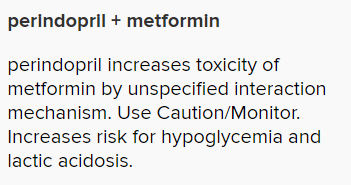 perindopril + metformin
perindopril increases toxicity of
metformin by unspecified interaction
mechanism. Use Caution/Monitor.
Increases risk for hypoglycemia and
lactic acidosis.